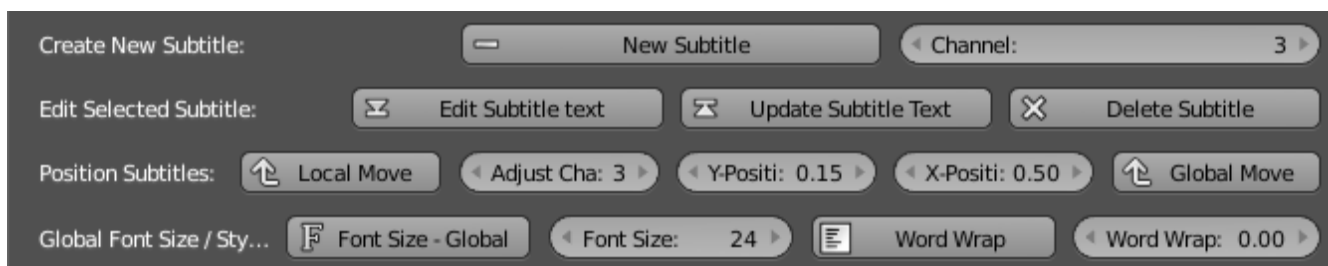 Create New Subtitle: New Subtitle Channel: 3
Edit Selected Subtitle: Edit Subtitle text Update Subtitle Text Delete Subtitle
Position Subtitles: Local Move Adjust Cha: 3 Y-Positi: 0.15 X-Positi: 0.50 Global Move
Global Font Size / Sty... F Font Size - Global Font Size: 24 Word Wrap Word Wrap: 0.00